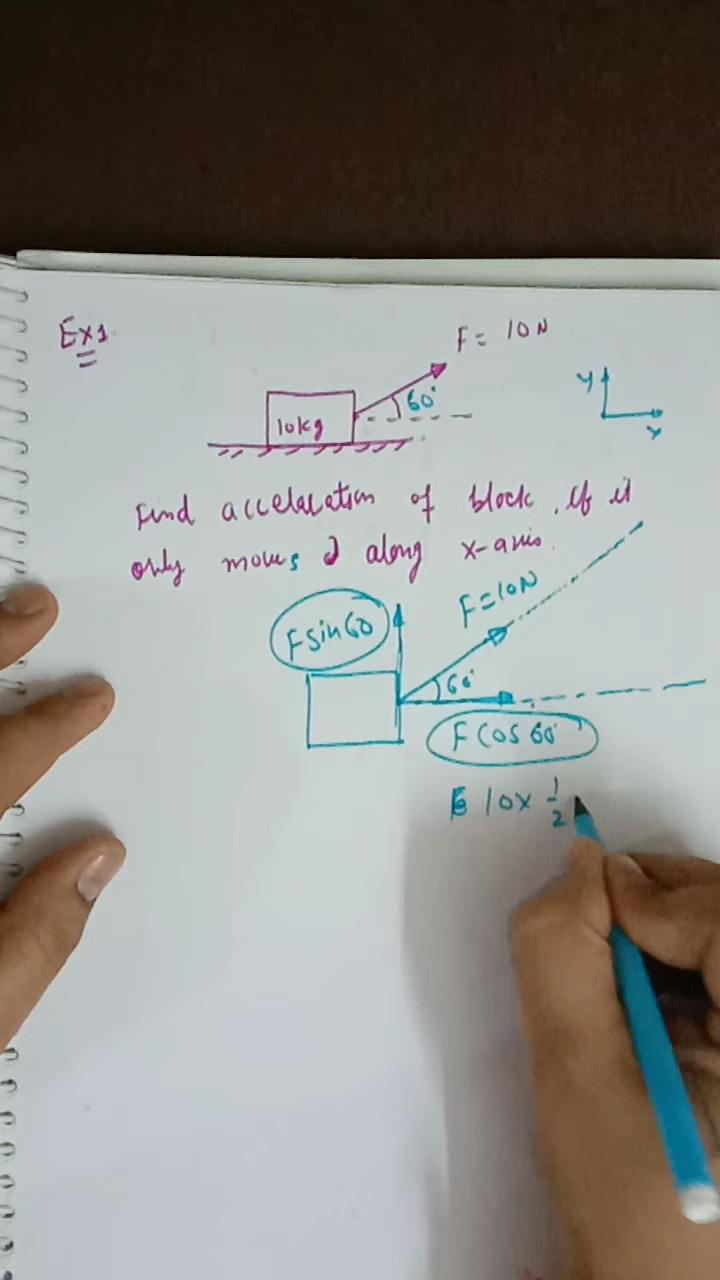 Ex1.
F = 10N
60°
10kg
y
x
Find accelaration of block, if it
only moves along x-axis.
F=10N
F sin 60
60°
F cos 60°
10 x 1/2